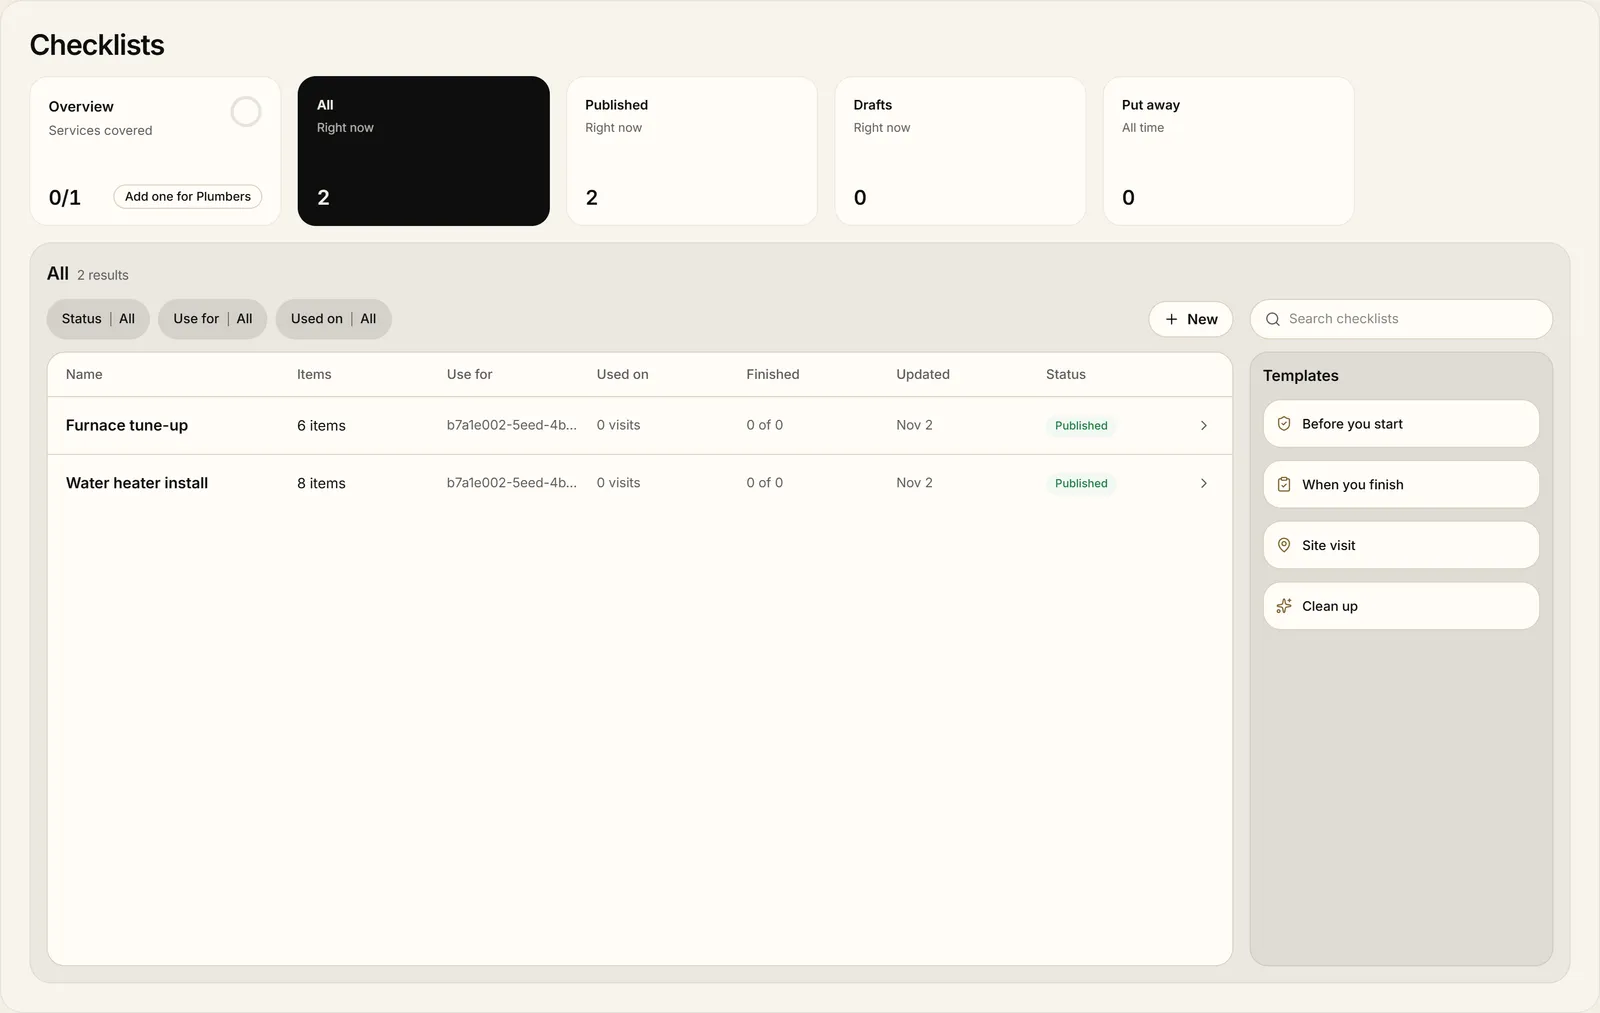 Checklists
Overview
Services covered
0/1
Add one for Plumbers
All
Right now
2
Published
Right now
2
Drafts
Right now
0
Put away
All time
0
All 2 results
Status | All
Use for | All
Used on | All
+ New
Search checklists
Name Items Use for Used on Finished Updated Status
Furnace tune-up 6 items b7a1e002-5eed-4b... 0 visits 0 of 0 Nov 2 Published
Water heater install 8 items b7a1e002-5eed-4b... 0 visits 0 of 0 Nov 2 Published
Templates
Before you start
When you finish
Site visit
Clean up